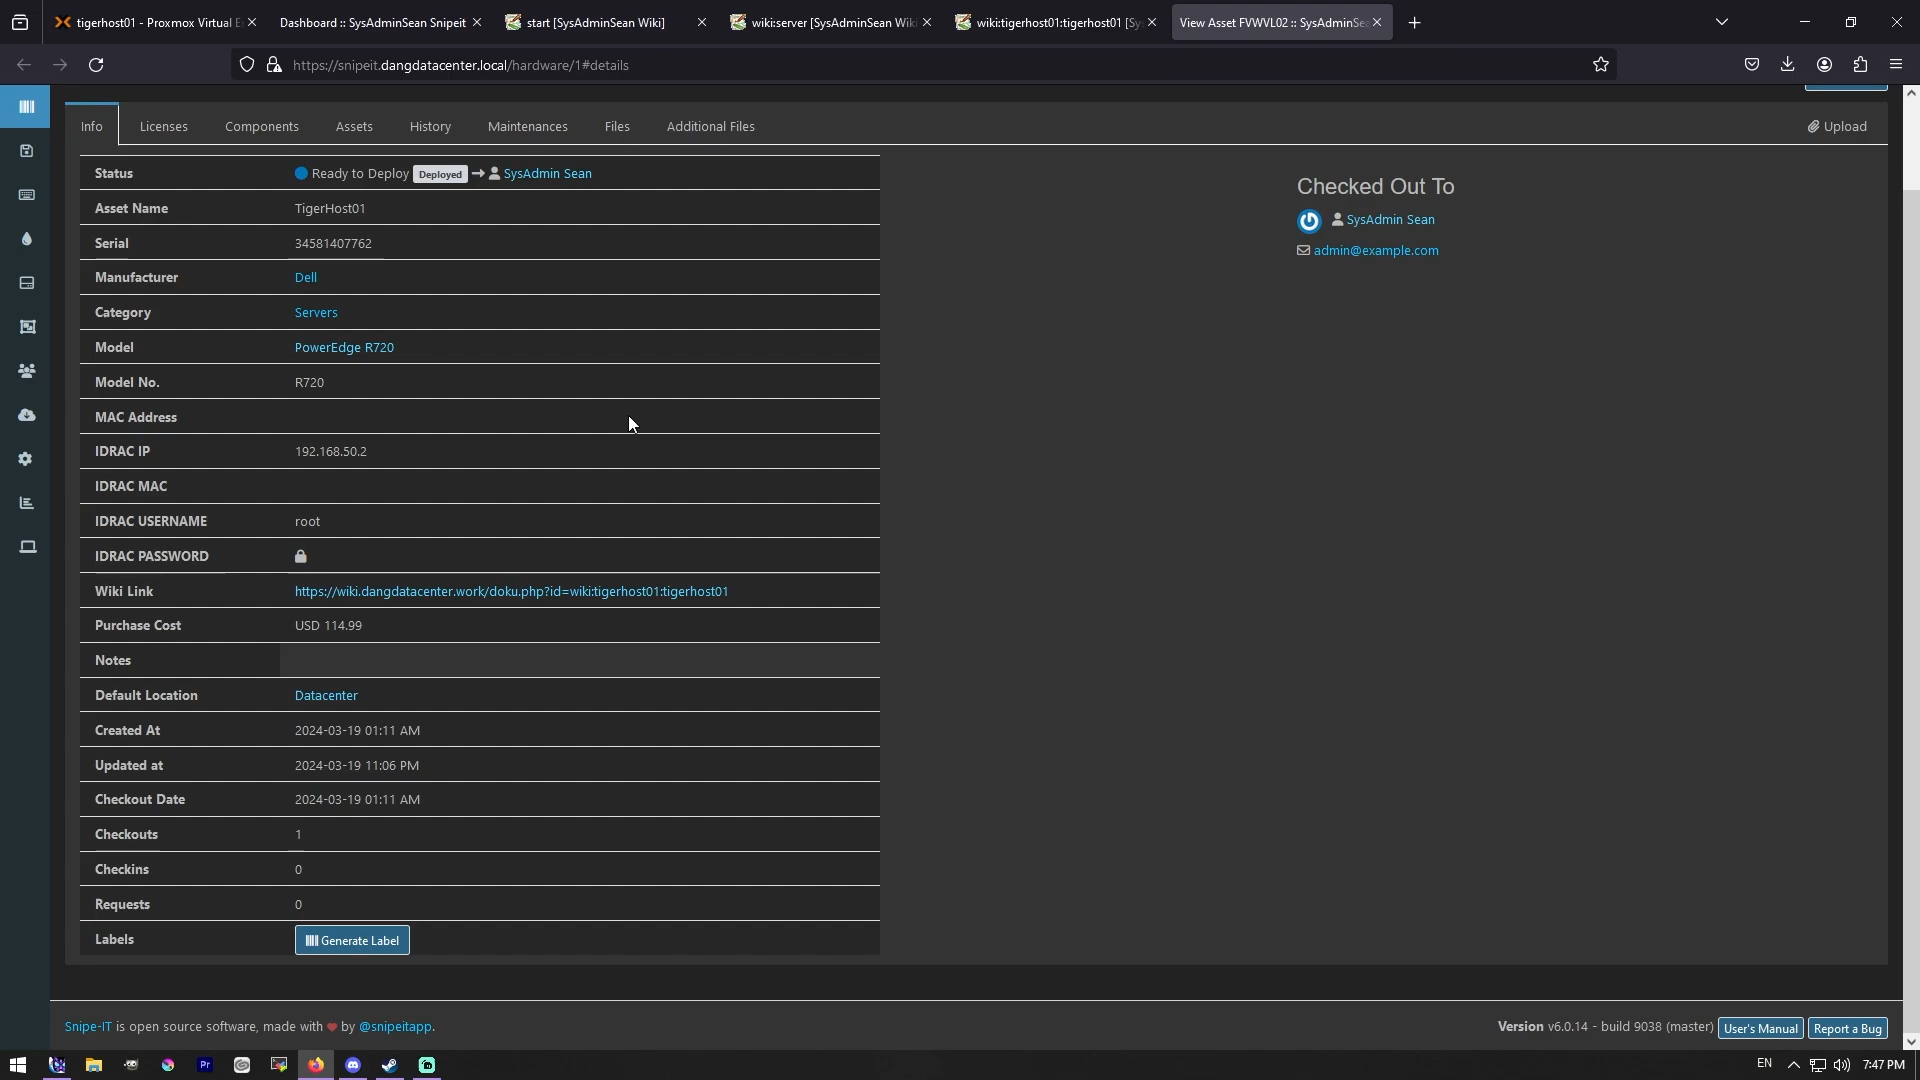 tigerhost01 - Proxmox Virtual E
Dashboard :: SysAdminSean Snipeit
start [SysAdminSean Wiki]
wiki:server [SysAdminSean Wiki
wiki:tigerhost01:tigerhost01 [Sy
View Asset FVWVL02 :: SysAdminSea
https://snipeit.dangdatacenter.local/hardware/1#details
Info
Licenses
Components
Assets
History
Maintenances
Files
Additional Files
Upload
Status Ready to Deploy Deployed SysAdmin Sean
Asset Name TigerHost01
Serial 34581407762
Manufacturer Dell
Category Servers
Model PowerEdge R720
Model No. R720
MAC Address
IDRAC IP 192.168.50.2
IDRAC MAC
IDRAC USERNAME root
IDRAC PASSWORD
Wiki Link https://wiki.dangdatacenter.work/doku.php?id=wiki:tigerhost01:tigerhost01
Purchase Cost USD 114.99
Notes
Default Location Datacenter
Created At 2024-03-19 01:11 AM
Updated at 2024-03-19 11:06 PM
Checkout Date 2024-03-19 01:11 AM
Checkouts 1
Checkins 0
Requests 0
Labels Generate Label
Checked Out To
SysAdmin Sean
admin@example.com
Snipe-IT is open source software, made with ♥ by @snipeitapp.
Version v6.0.14 - build 9038 (master) User's Manual Report a Bug
Pr
EN
7:47 PM